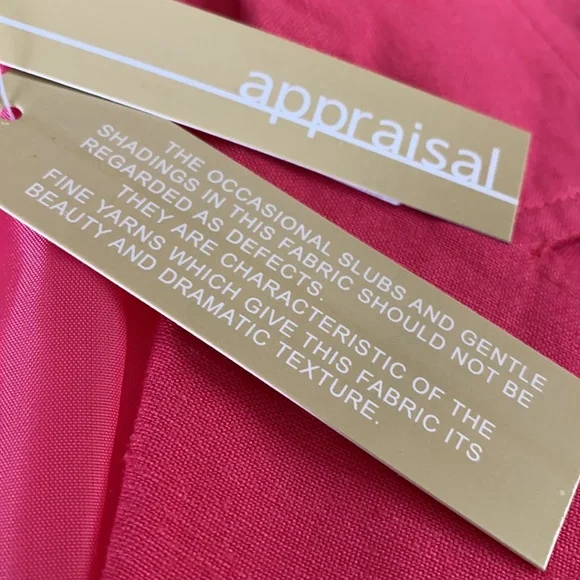 appraisal
THE OCCASIONAL SLUBS AND GENTLE
SHADINGS IN THIS FABRIC SHOULD NOT BE
REGARDED AS DEFECTS.
THEY ARE CHARACTERISTIC OF THE
FINE YARNS WHICH GIVE THIS FABRIC ITS
BEAUTY AND DRAMATIC TEXTURE.